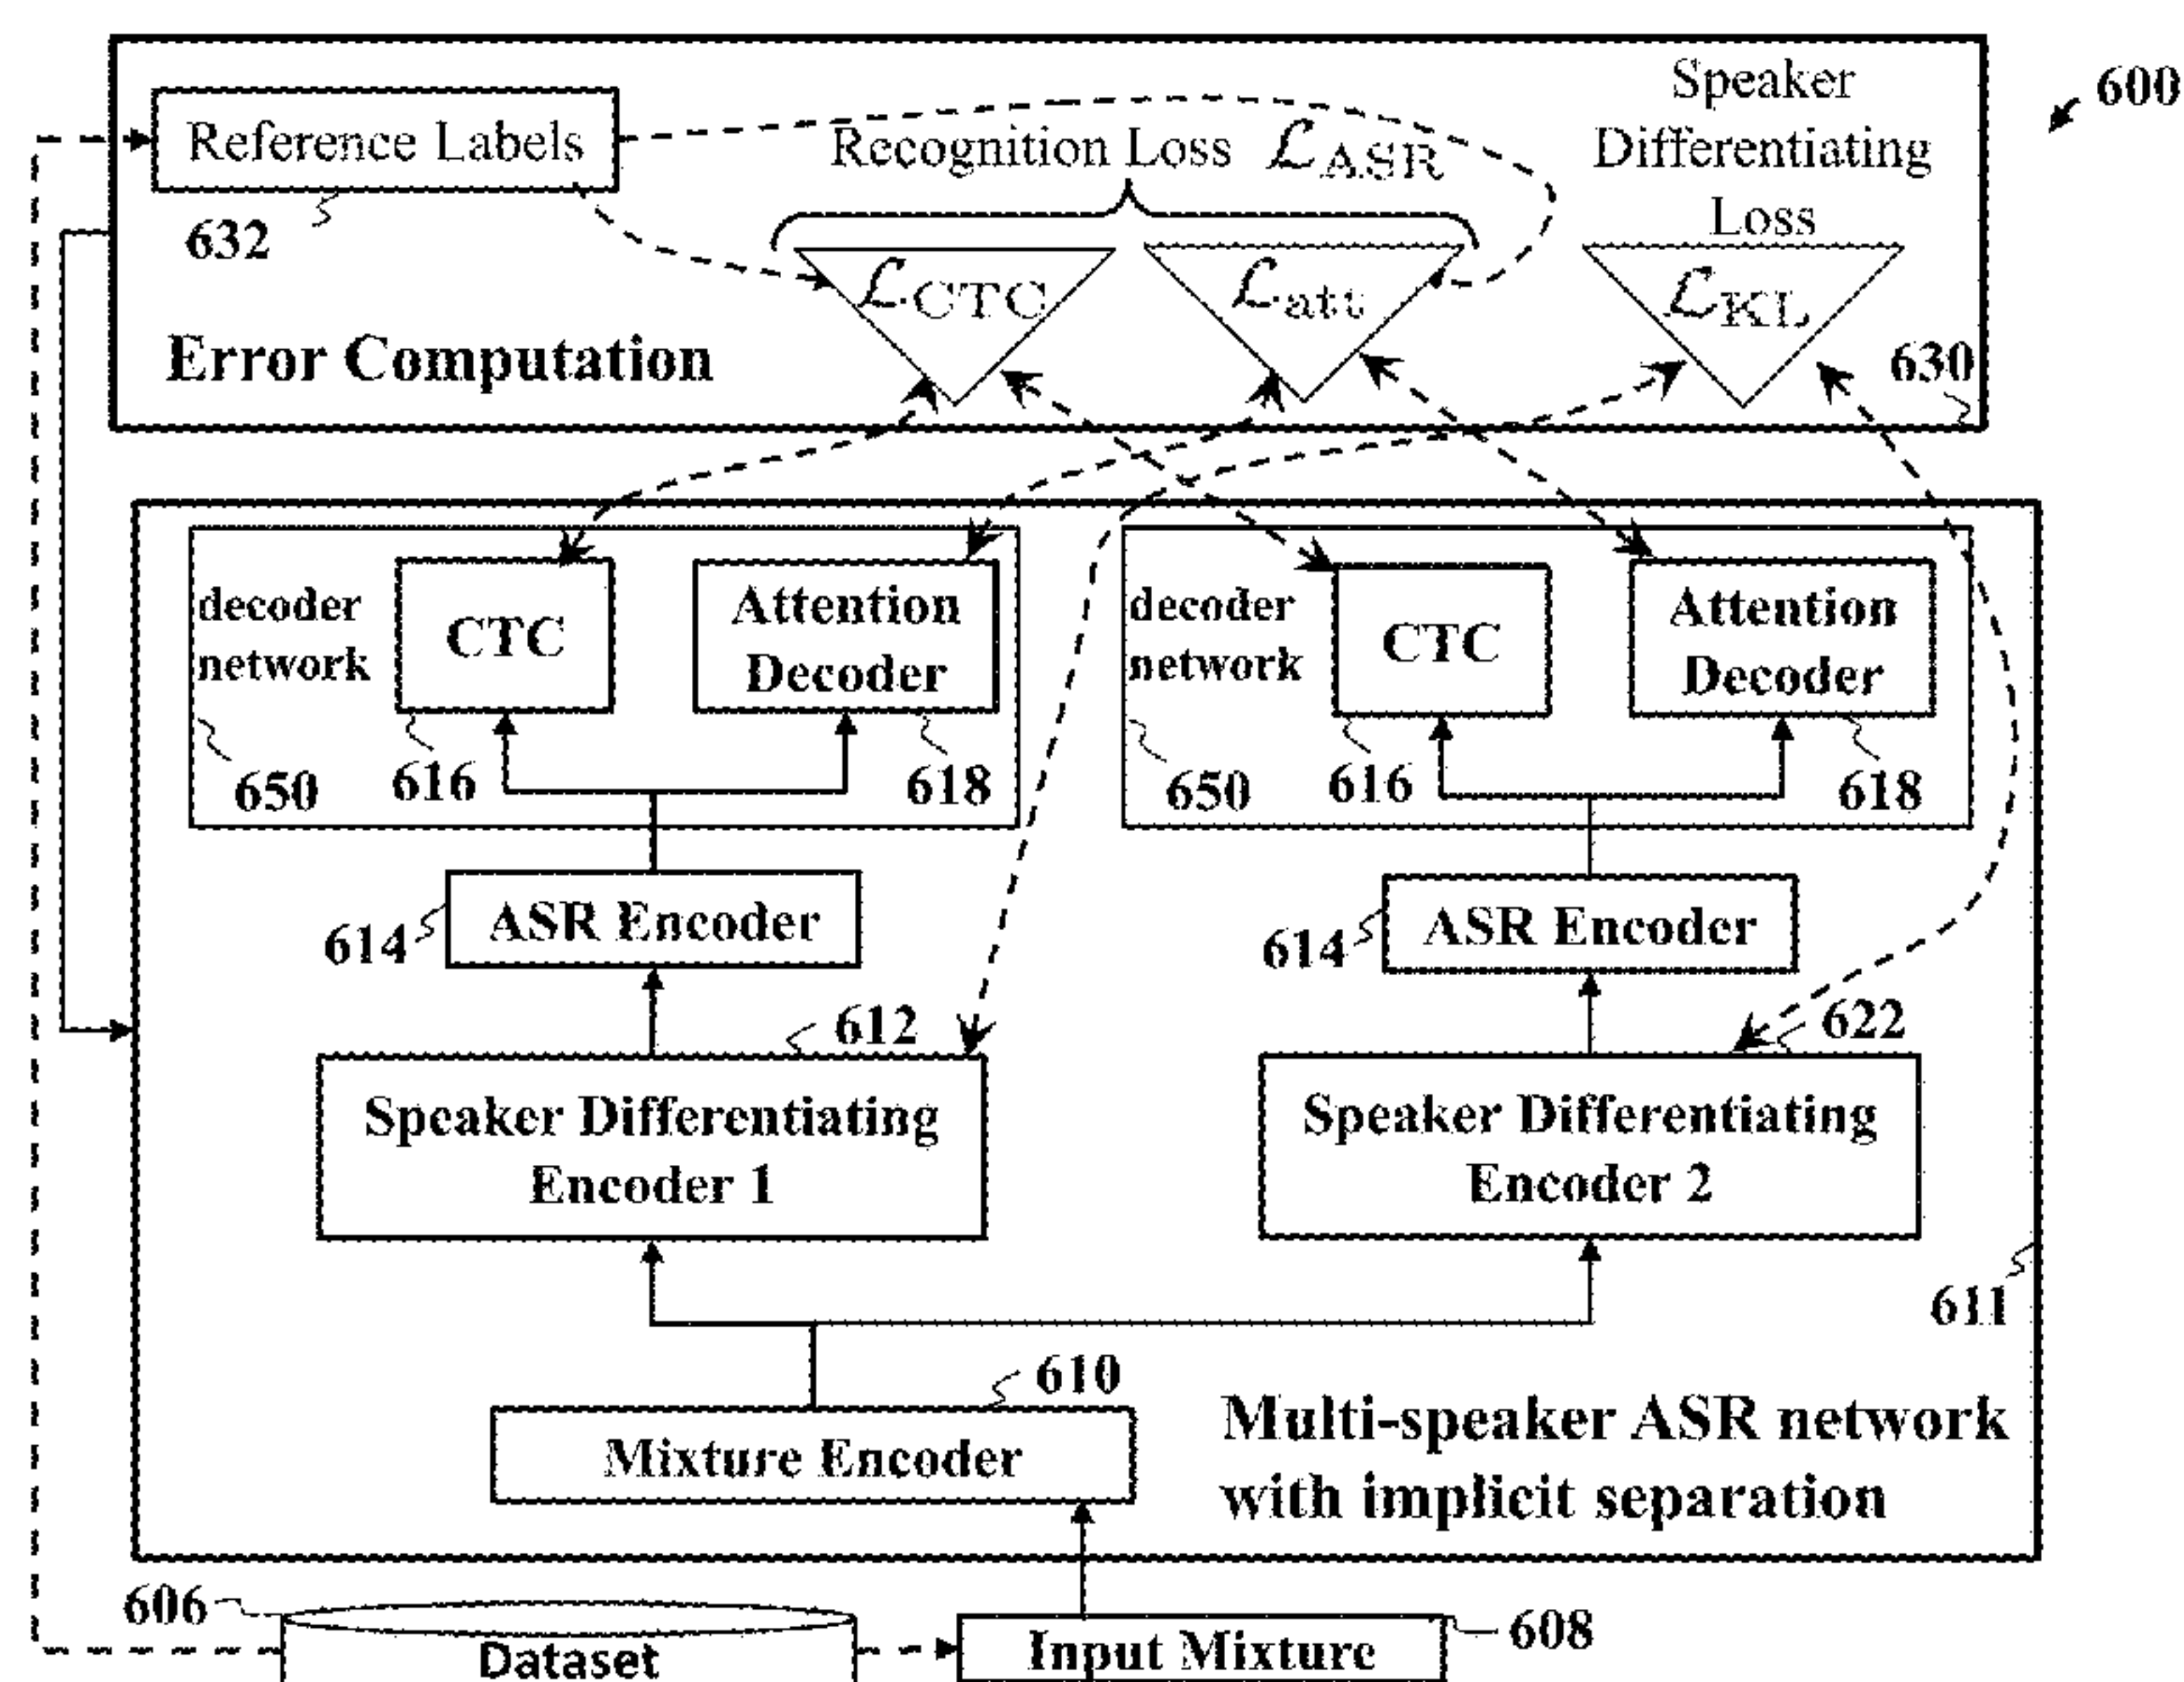 600
Speaker
Differentiating
Loss
Reference Labels
Recognition Loss ℒASR
632
ℒCTC
ℒatt
ℒKL
Error Computation
630
decoder
network
CTC
Attention
Decoder
650
616
618
decoder
network
CTC
Attention
Decoder
650
616
618
614
ASR Encoder
614
ASR Encoder
612
622
Speaker Differentiating
Encoder 1
Speaker Differentiating
Encoder 2
611
610
Mixture Encoder
Multi-speaker ASR network
with implicit separation
606
Dataset
Input Mixture
608